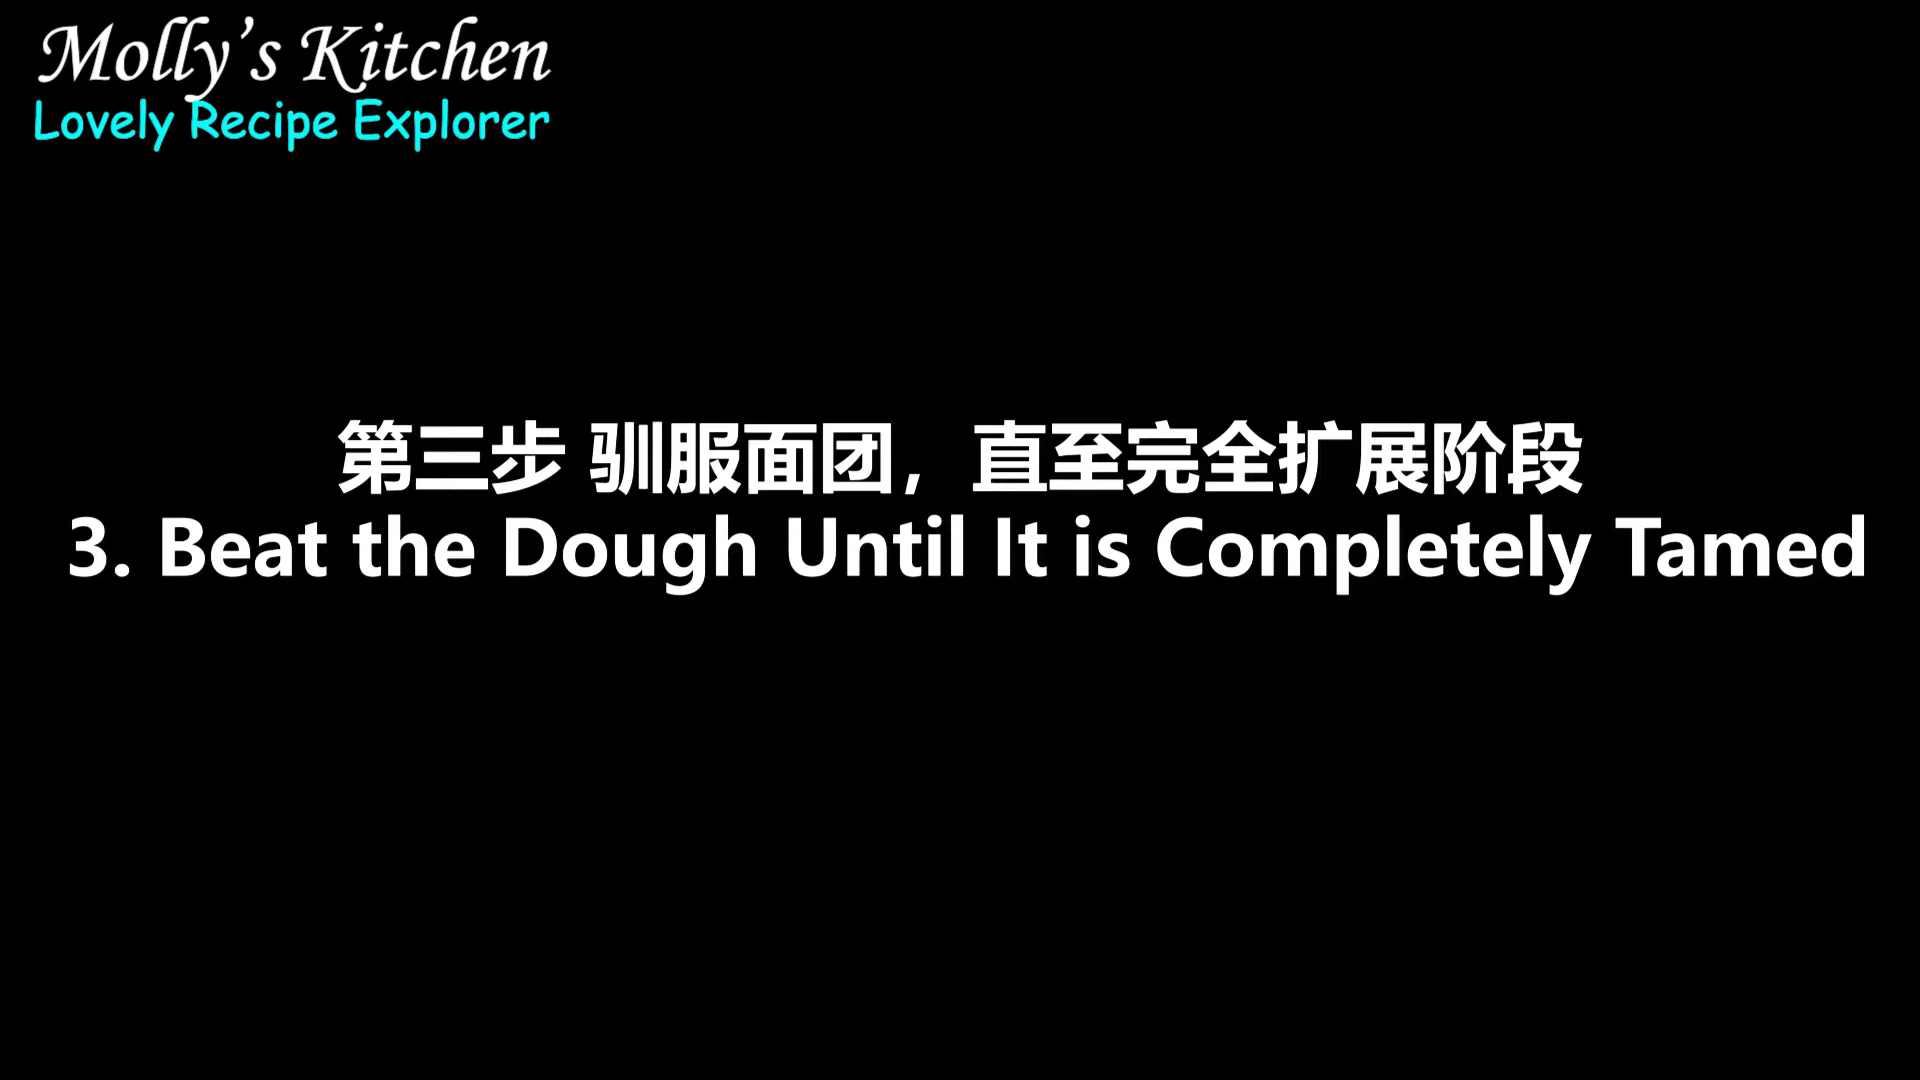 Molly's Kitchen
Lovely Recipe Explorer
第三步 驯服面团，直至完全扩展阶段
3. Beat the Dough Until It is Completely Tamed